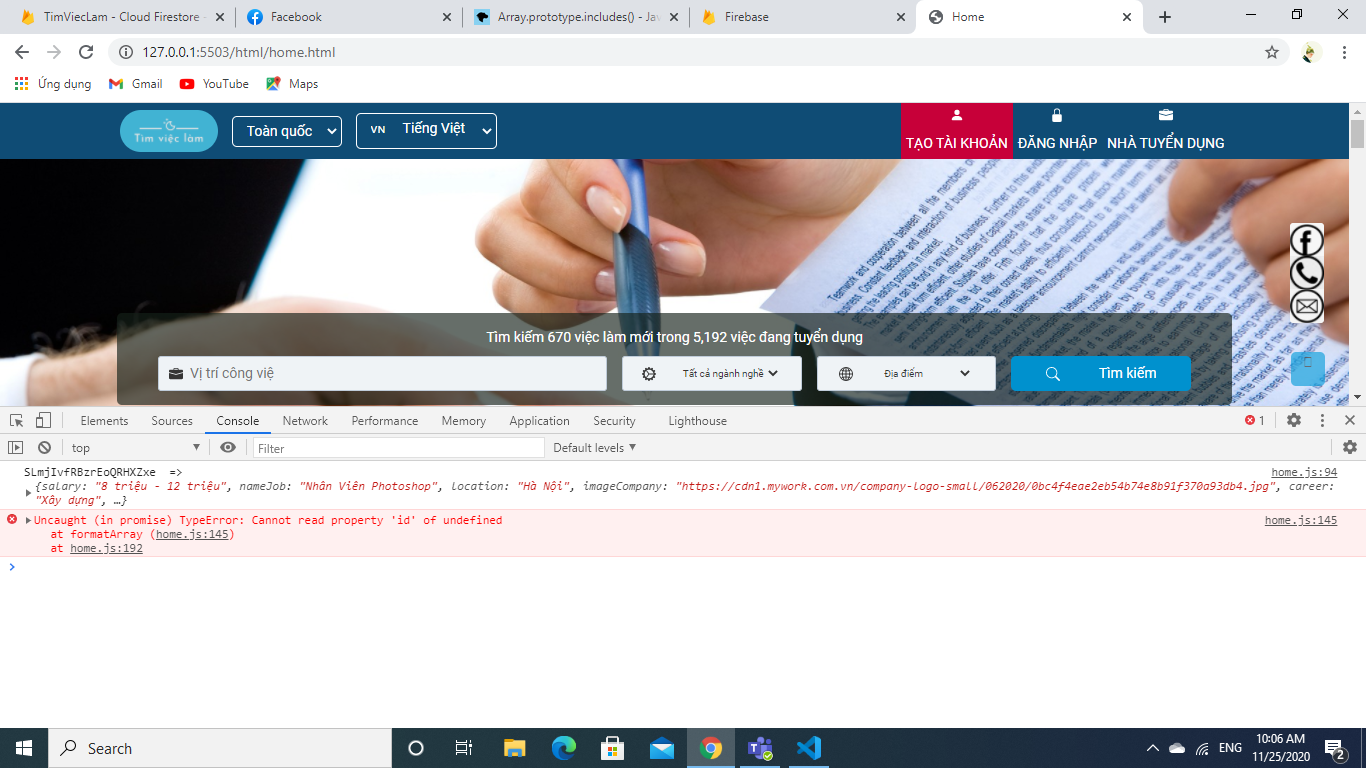 TimViecLam - Cloud Firestore -
Facebook
Array.prototype.includes() - Jav
Firebase
Home
127.0.0.1:5503/html/home.html
Ứng dụng
Gmail
YouTube
Maps
Tìm việc làm
Toàn quốc
VN Tiếng Việt
TẠO TÀI KHOẢN
ĐĂNG NHẬP
NHÀ TUYỂN DỤNG
Tìm kiếm 670 việc làm mới trong 5,192 việc đang tuyển dụng
Vị trí công việ
Tất cả ngành nghề
Địa điểm
Tìm kiếm
Elements
Sources
Console
Network
Performance
Memory
Application
Security
Lighthouse
1
top
Filter
Default levels
SLmjIvfRBzrEoQRHXZxe =>
home.js:94
{salary: "8 triệu - 12 triệu", nameJob: "Nhân Viên Photoshop", location: "Hà Nội", imageCompany: "https://cdn1.mywork.com.vn/company-logo-small/062020/0bc4f4eae2eb54b74e8b91f370a93db4.jpg", career:
"Xây dựng", …}
Uncaught (in promise) TypeError: Cannot read property 'id' of undefined
home.js:145
at formatArray (home.js:145)
at home.js:192
Search
ENG
10:06 AM
11/25/2020
2